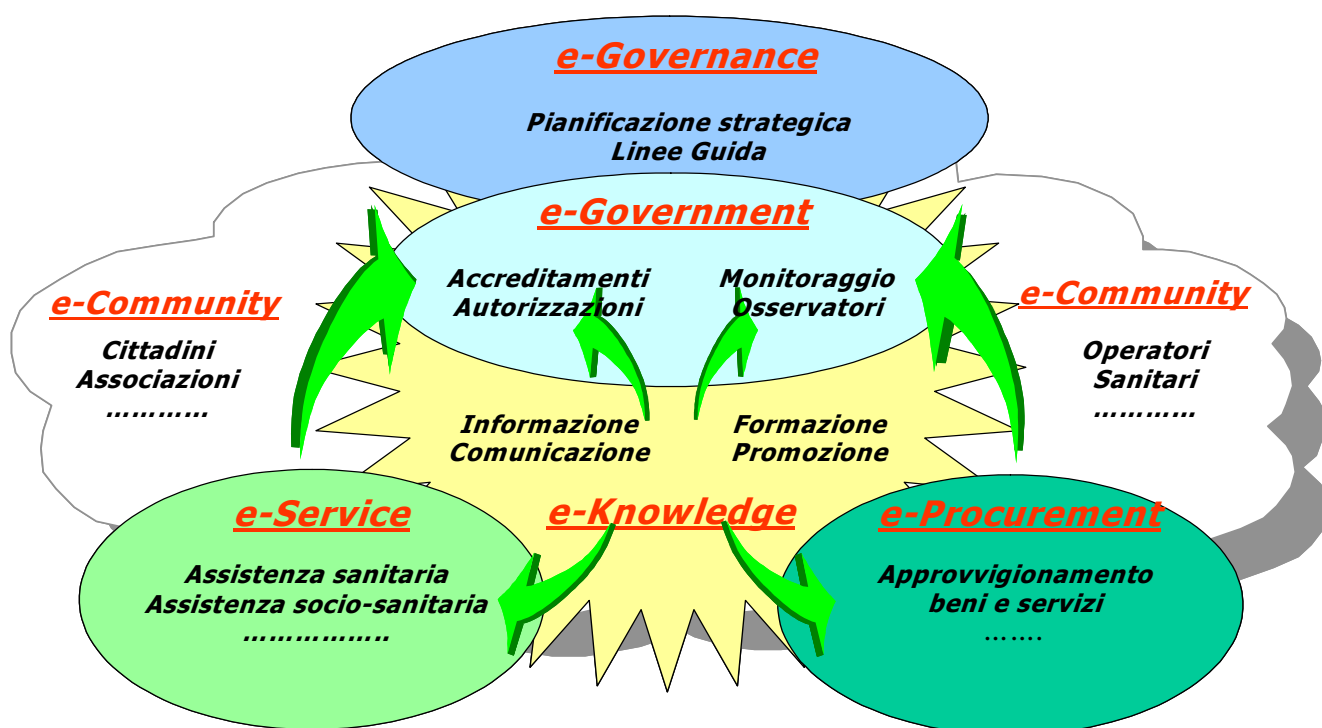 e-Governance
Pianificazione strategica
Linee Guida
e-Government
Accreditamenti
Autorizzazioni
Monitoraggio
Osservatori
e-Community
Cittadini
Associazioni
…………
e-Community
Operatori
Sanitari
…………
Informazione
Comunicazione
Formazione
Promozione
e-Knowledge
e-Service
Assistenza sanitaria
Assistenza socio-sanitaria
……………..
e-Procurement
Approvvigionamento
beni e servizi
…….